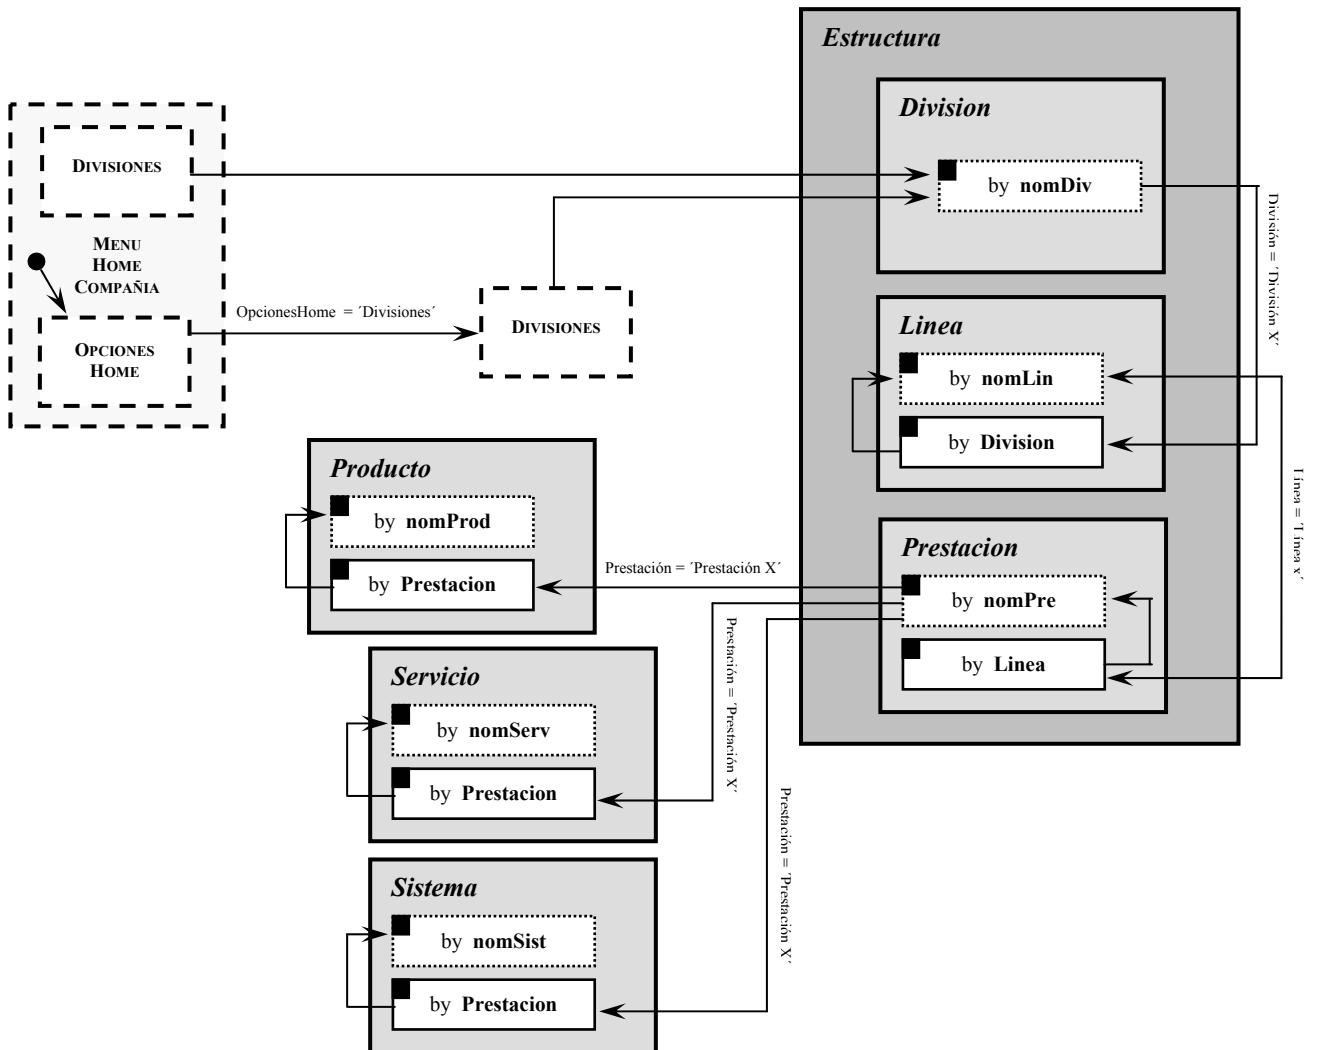 Estructura
Division
by nomDiv
DIVISIONES
MENU
HOME
COMPAÑIA
OPCIONES
HOME
OpcionesHome = ´Divisiones´
DIVISIONES
División = ´División X´
Linea
by nomLin
by Division
Línea = ´Línea x´
Producto
by nomProd
by Prestacion
Prestación = ´Prestación X´
Prestacion
by nomPre
by Linea
Servicio
by nomServ
by Prestacion
Prestación = ´Prestación X´
Prestación = ´Prestación X´
Sistema
by nomSist
by Prestacion